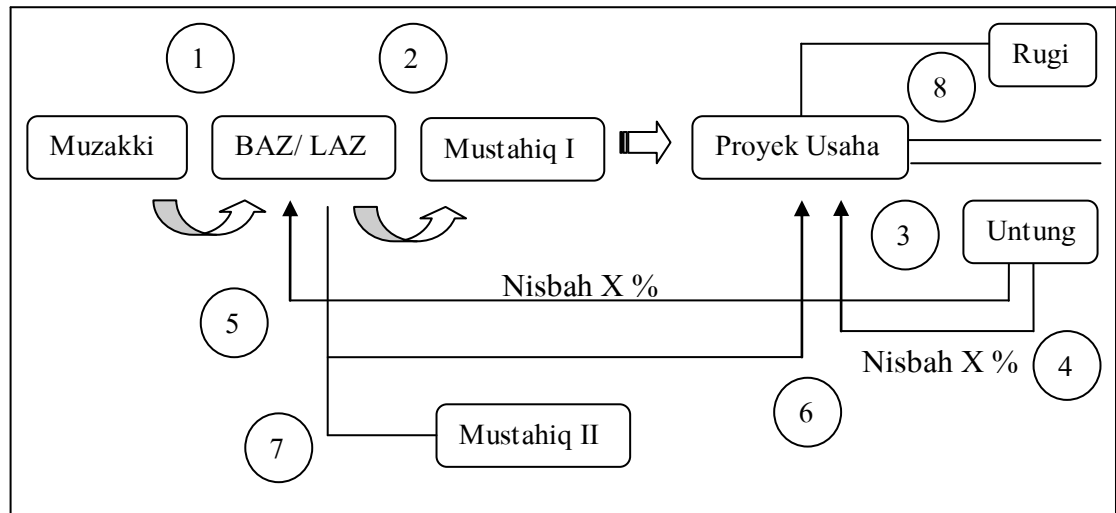 1
2
Rugi
8
Muzakki
BAZ/ LAZ
Mustahiq I
Proyek Usaha
3
Untung
Nisbah X %
5
Nisbah X %
4
6
7
Mustahiq II